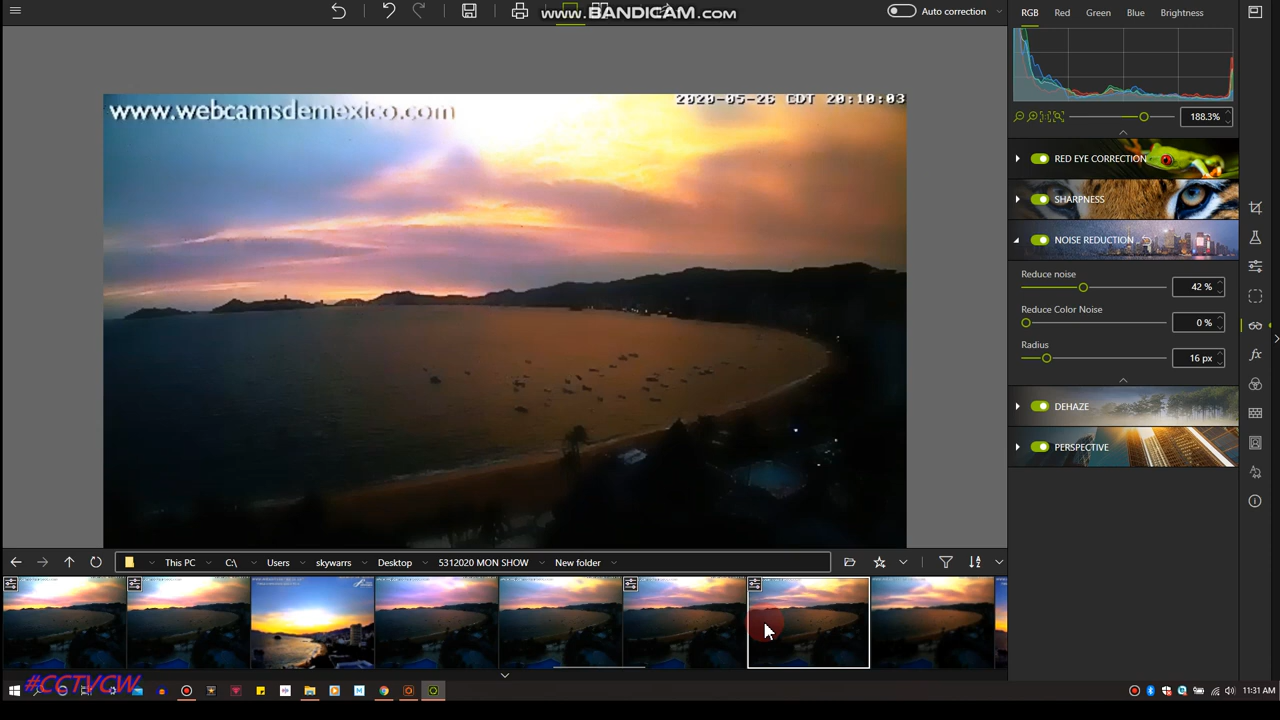 www.BANDICAM.com
Auto correction
RGB Red Green Blue Brightness
188.3%
www.webcamsdemexico.com
2020-05-26 CDT 20:10:03
RED EYE CORRECTION
SHARPNESS
NOISE REDUCTION
Reduce noise
42 %
Reduce Color Noise
0 %
Radius
16 px
DEHAZE
PERSPECTIVE
This PC C:\ Users skywarrs Desktop 5312020 MON SHOW New folder
#CCTVCW
11:31 AM